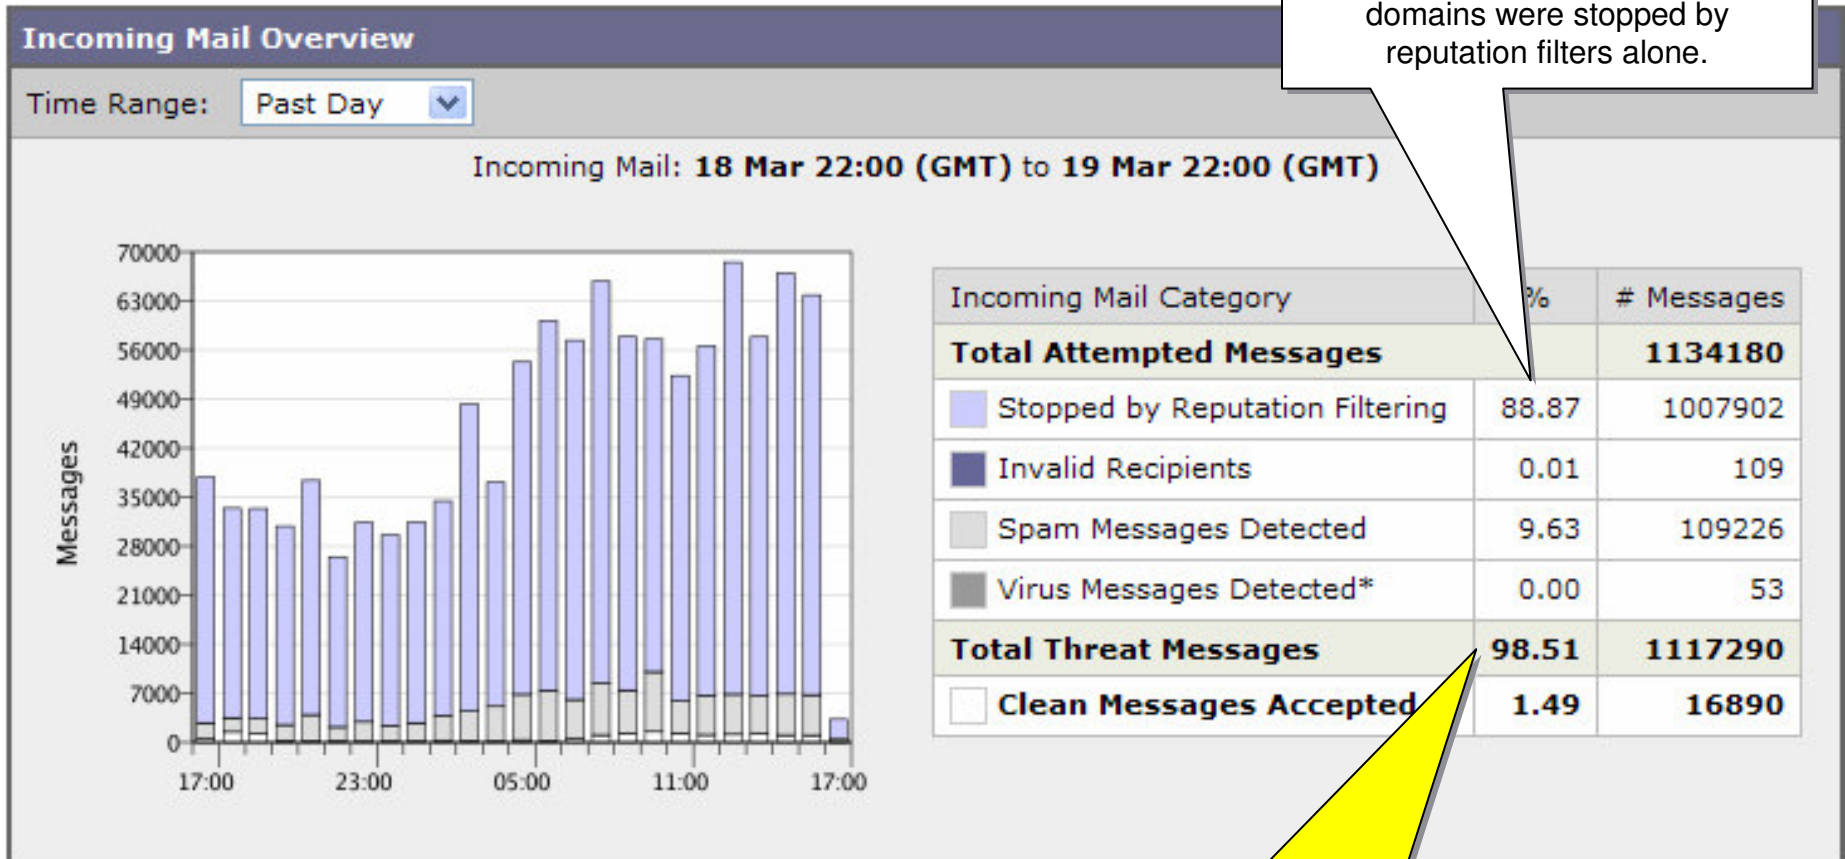 domains were stopped by
reputation filters alone.
Incoming Mail Overview
Time Range: Past Day
Incoming Mail: 18 Mar 22:00 (GMT) to 19 Mar 22:00 (GMT)
Messages
70000
63000
56000
49000
42000
35000
28000
21000
14000
7000
0
17:00 23:00 05:00 11:00 17:00
Incoming Mail Category % # Messages
Total Attempted Messages 1134180
Stopped by Reputation Filtering 88.87 1007902
Invalid Recipients 0.01 109
Spam Messages Detected 9.63 109226
Virus Messages Detected* 0.00 53
Total Threat Messages 98.51 1117290
Clean Messages Accepted 1.49 16890